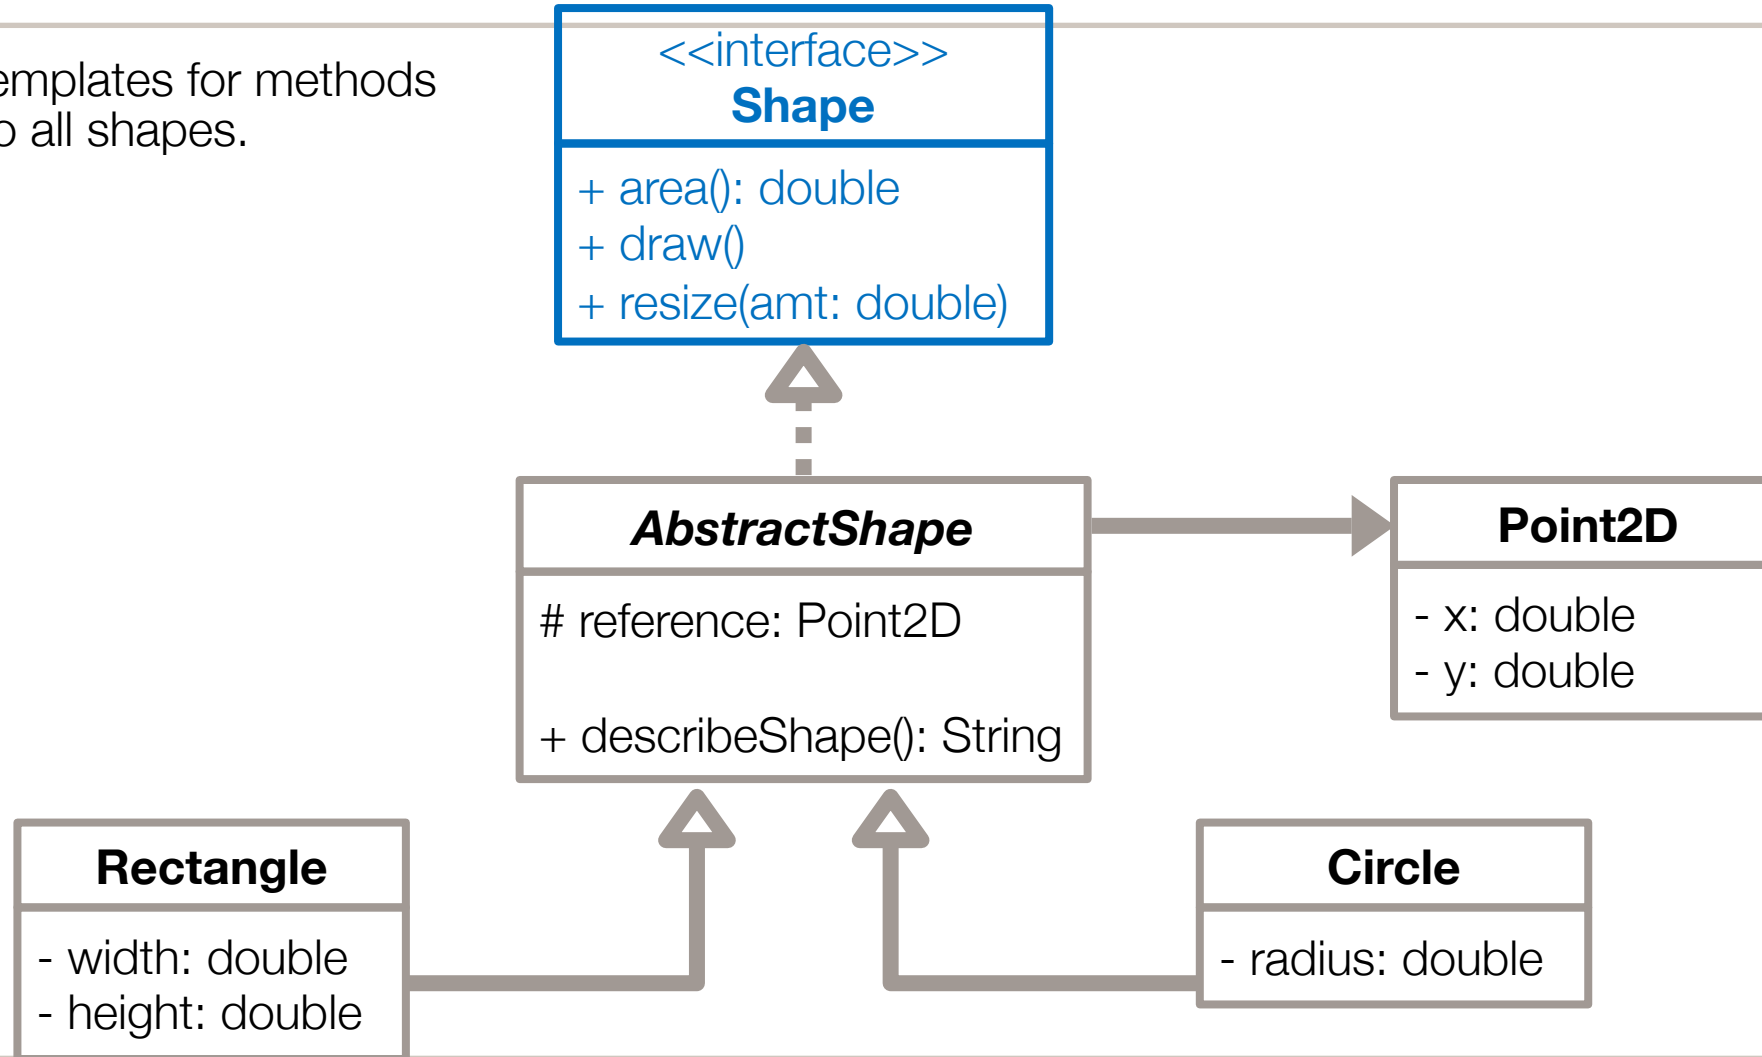 emplates for methods
o all shapes.
<<interface>>
Shape
+ area(): double
+ draw()
+ resize(amt: double)
AbstractShape
# reference: Point2D
+ describeShape(): String
Point2D
- x: double
- y: double
Rectangle
- width: double
- height: double
Circle
- radius: double